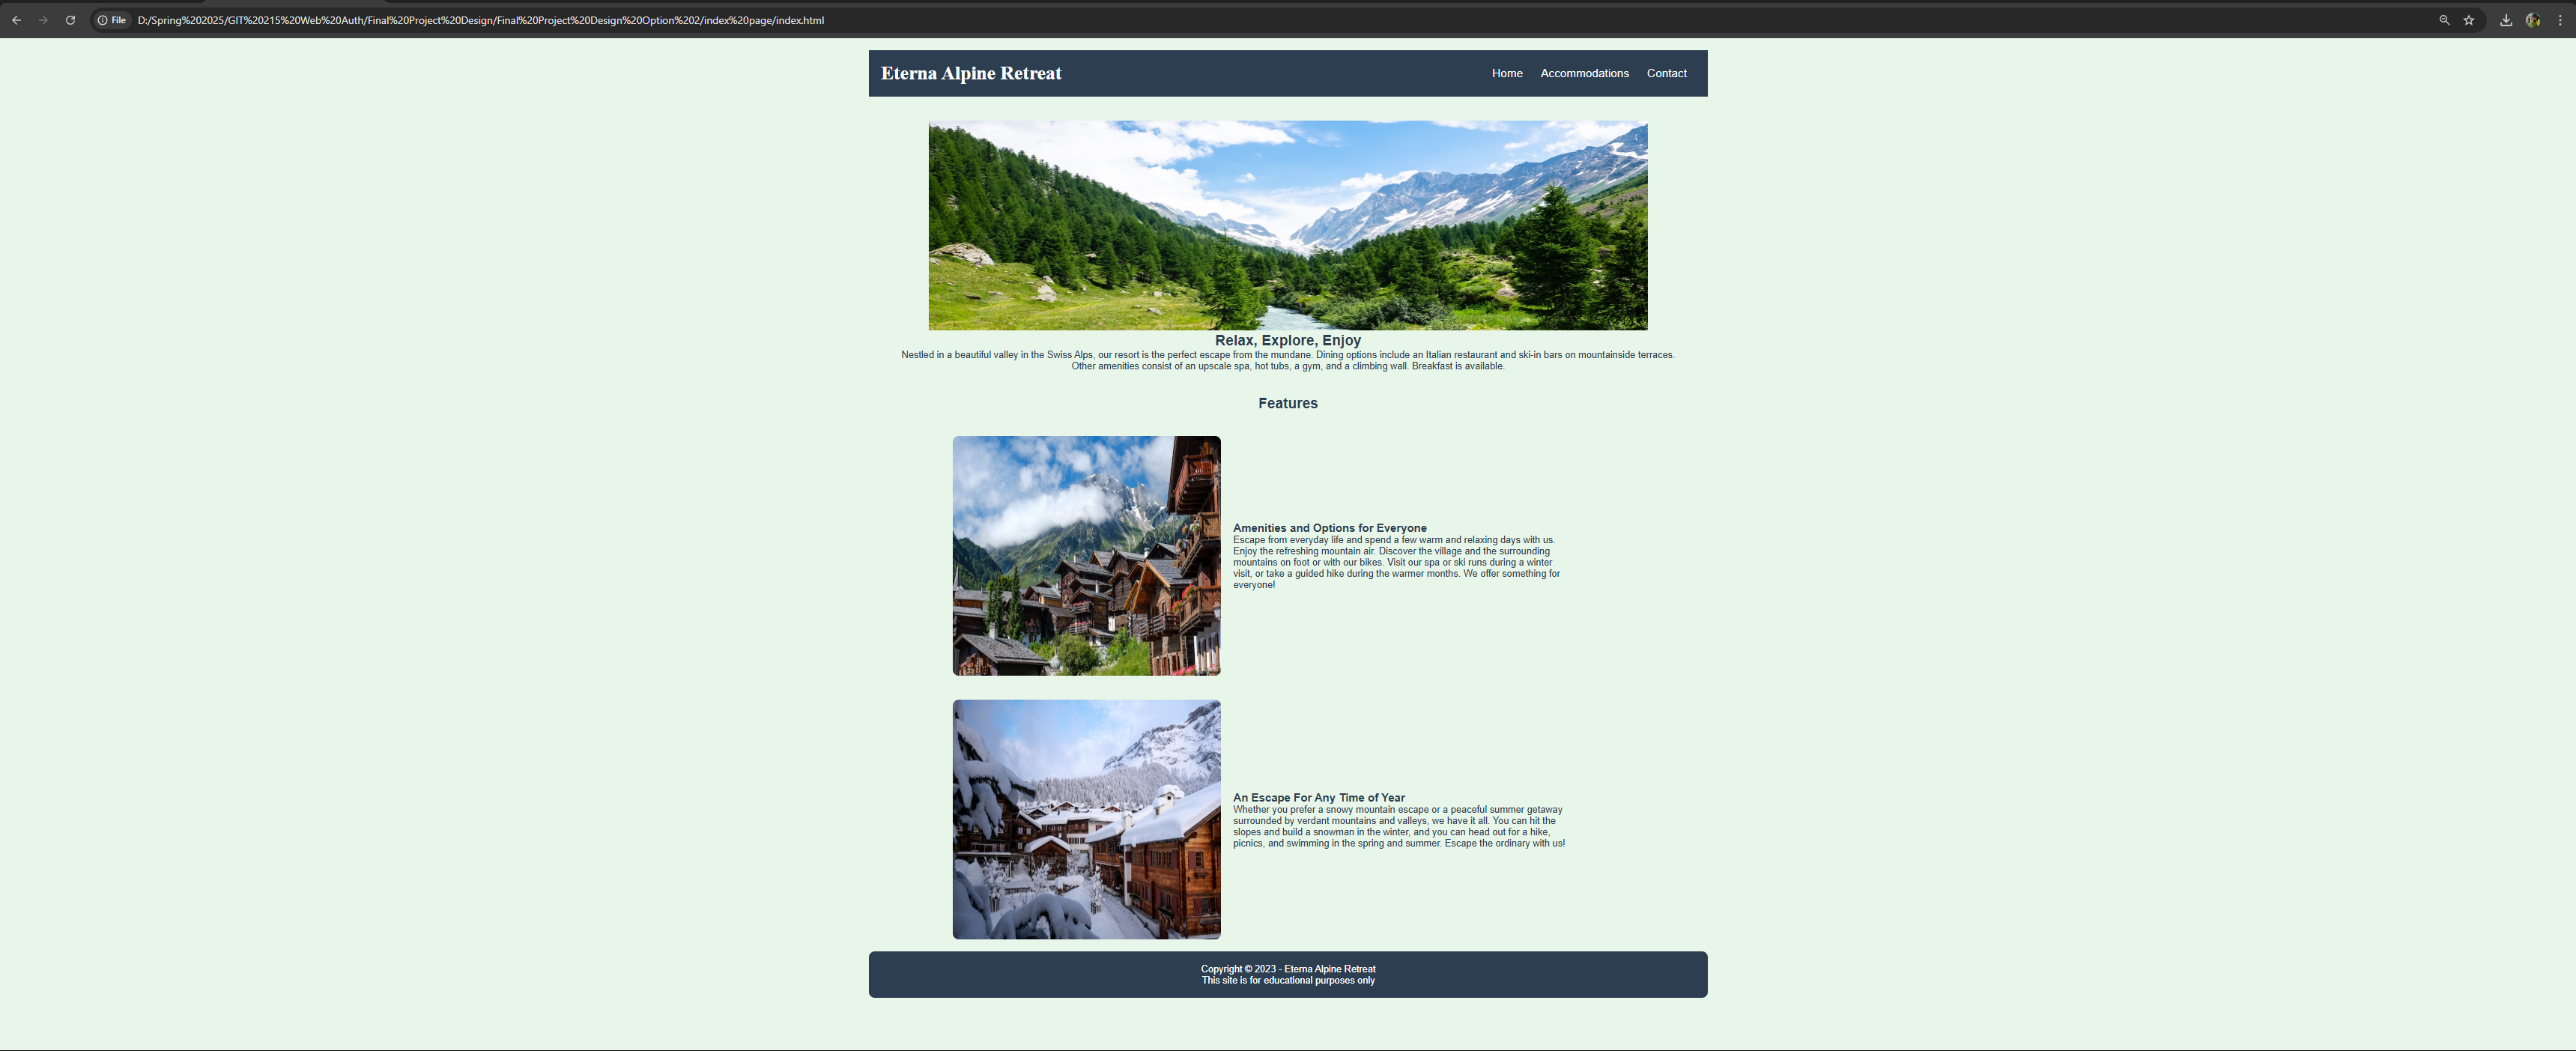 File D:/Spring%202025/GIT%20215%20Web%20Auth/Final%20Project%20Design/Final%20Project%20Design%20Option%202/index%20page/index.html
Eterna Alpine Retreat
Home Accommodations Contact
Relax, Explore, Enjoy
Nestled in a beautiful valley in the Swiss Alps, our resort is the perfect escape from the mundane. Dining options include an Italian restaurant and ski-in bars on mountainside terraces.
Other amenities consist of an upscale spa, hot tubs, a gym, and a climbing wall. Breakfast is available.
Features
Amenities and Options for Everyone
Escape from everyday life and spend a few warm and relaxing days with us.
Enjoy the refreshing mountain air. Discover the village and the surrounding
mountains on foot or with our bikes. Visit our spa or ski runs during a winter
visit, or take a guided hike during the warmer months. We offer something for
everyone!
An Escape For Any Time of Year
Whether you prefer a snowy mountain escape or a peaceful summer getaway
surrounded by verdant mountains and valleys, we have it all. You can hit the
slopes and build a snowman in the winter, and you can head out for a hike,
picnics, and swimming in the spring and summer. Escape the ordinary with us!
Copyright © 2023 - Eterna Alpine Retreat
This site is for educational purposes only